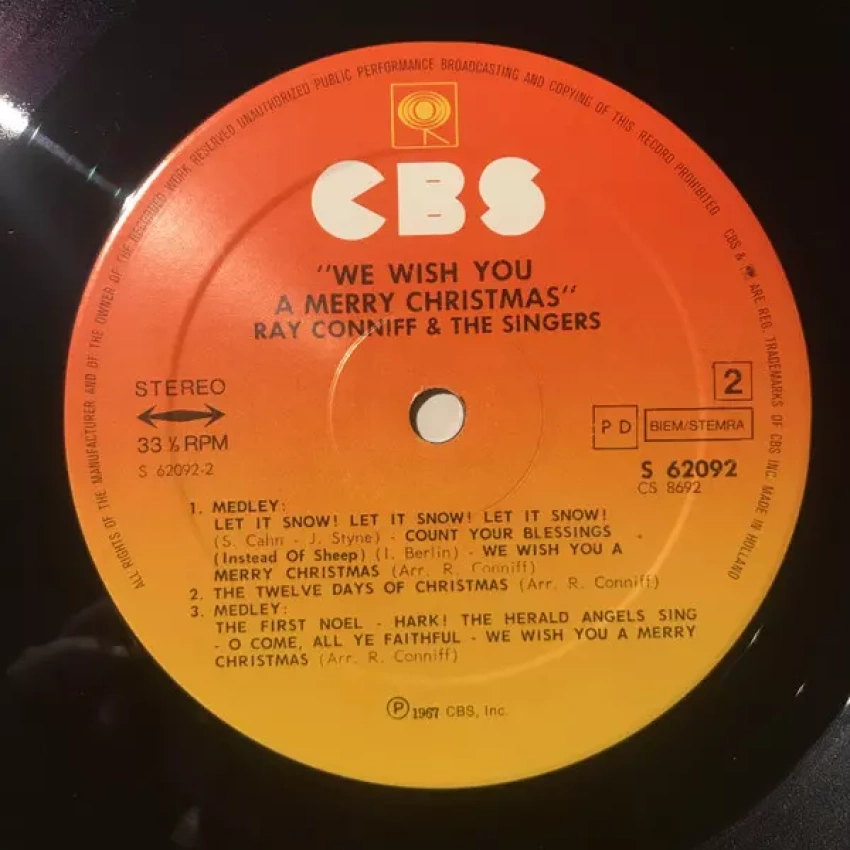 ALL RIGHTS OF THE MANUFACTURER AND OF THE OWNER OF THE RECORDED WORK RESERVED UNAUTHORIZED PUBLIC PERFORMANCE BROADCASTING AND COPYING OF THIS RECORD PROHIBITED
CBS & ARE REG. TRADEMARKS OF CBS INC MADE IN HOLLAND
CBS
"WE WISH YOU
A MERRY CHRISTMAS"
RAY CONNIFF & THE SINGERS
STEREO
33 ⅓ RPM
S 62092-2
2
PD
BIEM/STEMRA
S 62092
CS 8692
1. MEDLEY:
LET IT SNOW! LET IT SNOW! LET IT SNOW!
(S. Cahn - J. Styne) - COUNT YOUR BLESSINGS
(Instead Of Sheep) (I. Berlin) - WE WISH YOU A
MERRY CHRISTMAS (Arr. R. Conniff)
2. THE TWELVE DAYS OF CHRISTMAS (Arr. R. Conniff)
3. MEDLEY:
THE FIRST NOEL - HARK! THE HERALD ANGELS SING
- O COME, ALL YE FAITHFUL - WE WISH YOU A MERRY
CHRISTMAS (Arr. R. Conniff)
℗ 1967 CBS, Inc.